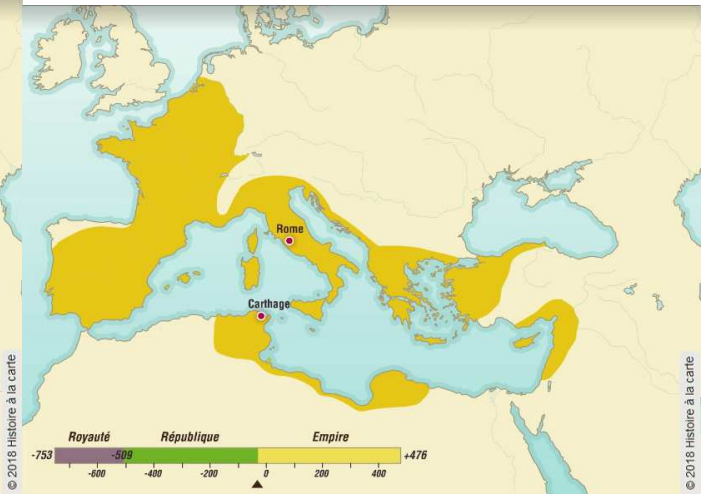 Rome
Carthage
Royauté République Empire
-753 -509 +476
-600 -400 -200 0 200 400
© 2018 Histoire à la carte
© 2018 Histoire à la carte